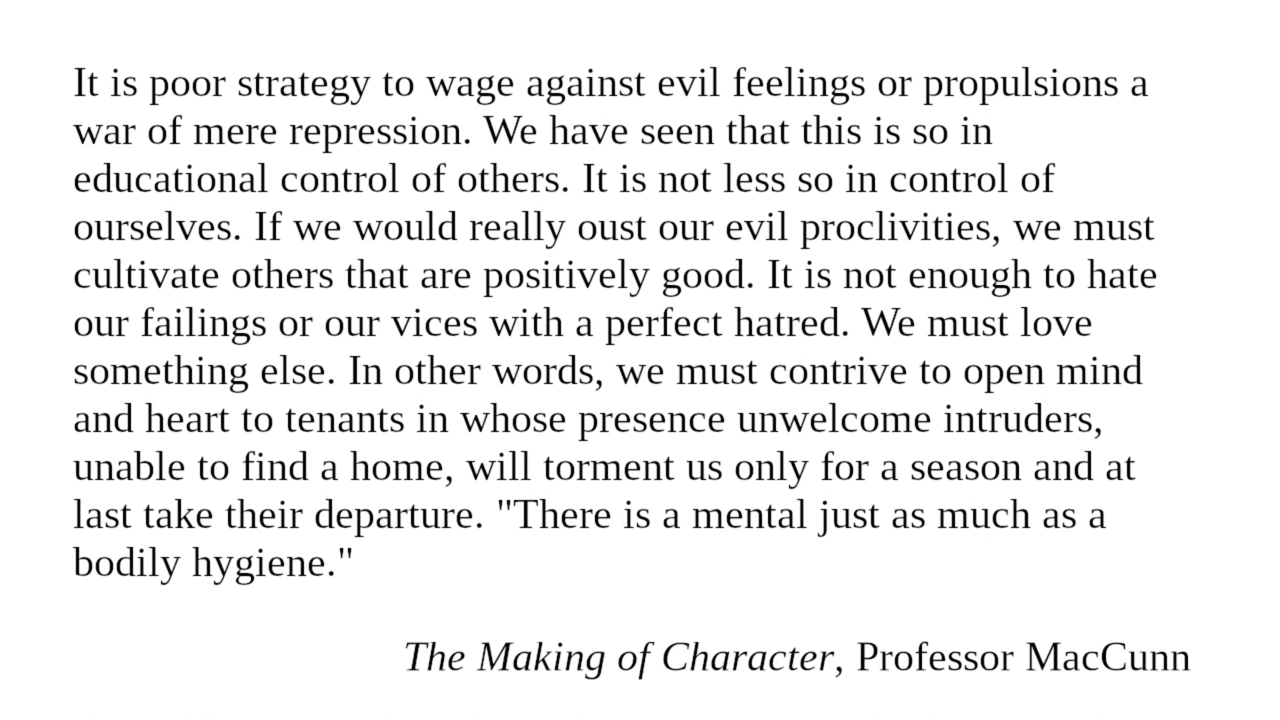 It is poor strategy to wage against evil feelings or propulsions a
war of mere repression. We have seen that this is so in
educational control of others. It is not less so in control of
ourselves. If we would really oust our evil proclivities, we must
cultivate others that are positively good. It is not enough to hate
our failings or our vices with a perfect hatred. We must love
something else. In other words, we must contrive to open mind
and heart to tenants in whose presence unwelcome intruders,
unable to find a home, will torment us only for a season and at
last take their departure. "There is a mental just as much as a
bodily hygiene."
The Making of Character, Professor MacCunn